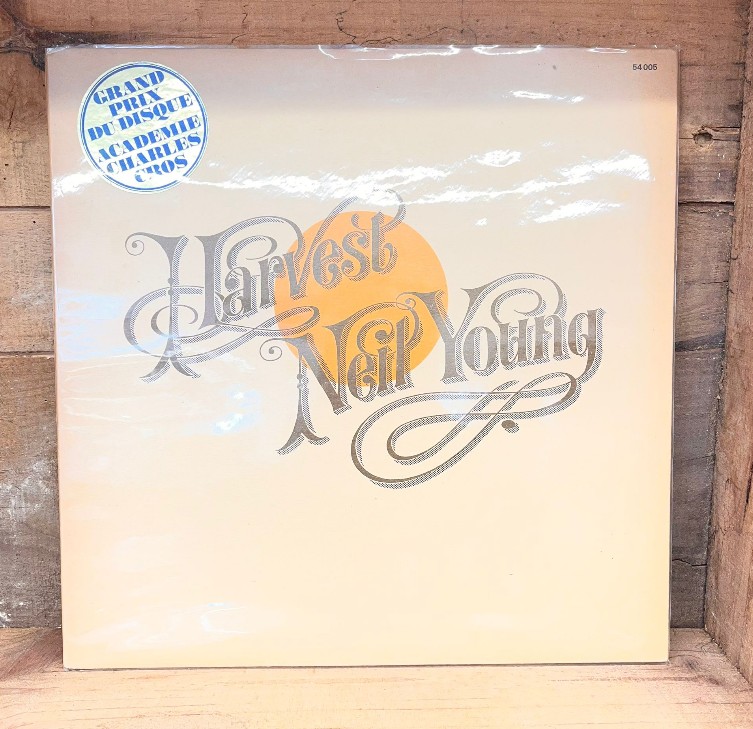 GRAND
PRIX
DU DISQUE
ACADEMIE
CHARLES
CROS
54 005
Harvest
Neil Young